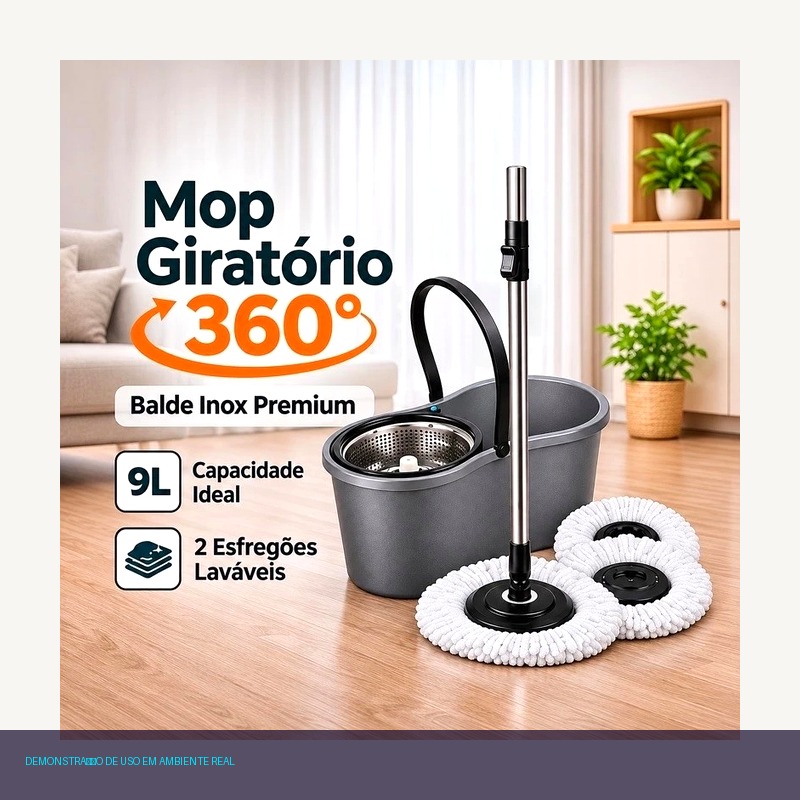 Mop
Giratório
360°
Balde Inox Premium
9L
Capacidade
Ideal
2 Esfregões
Laváveis
DE USO EM AMBIENTE REAL